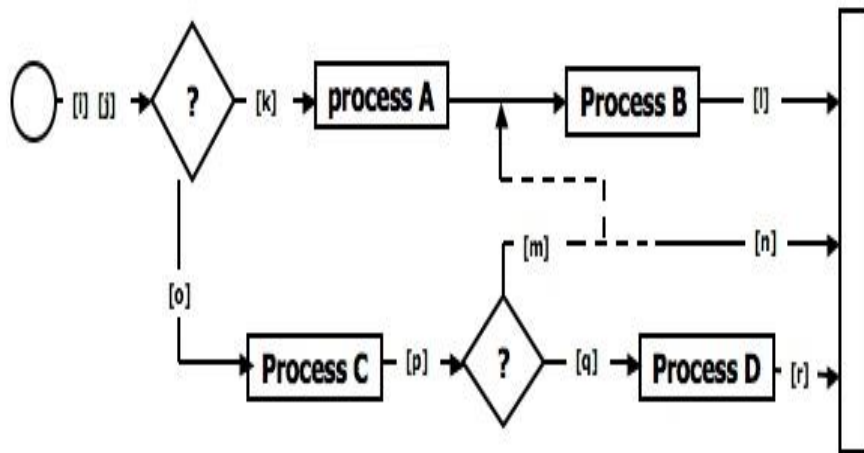 [i] [j]
?
[k]
process A
Process B
[l]
[m]
[n]
[o]
Process C
[p]
?
[q]
Process D
[r]